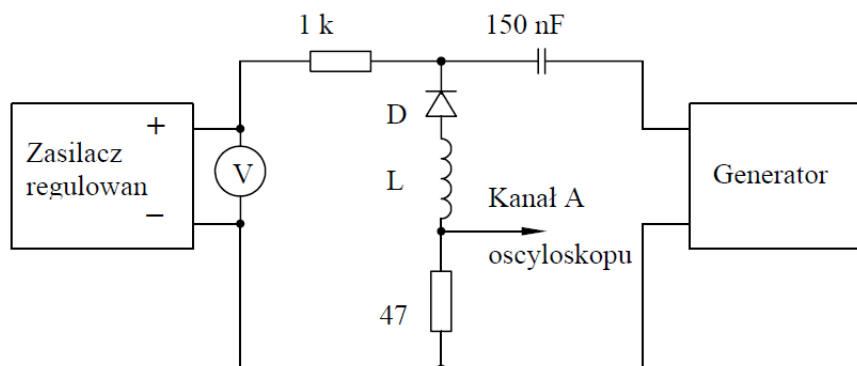 1 k
150 nF
+
Zasilacz
regulowan
−
V
D
L
Kanał A
oscyloskopu
47
Generator